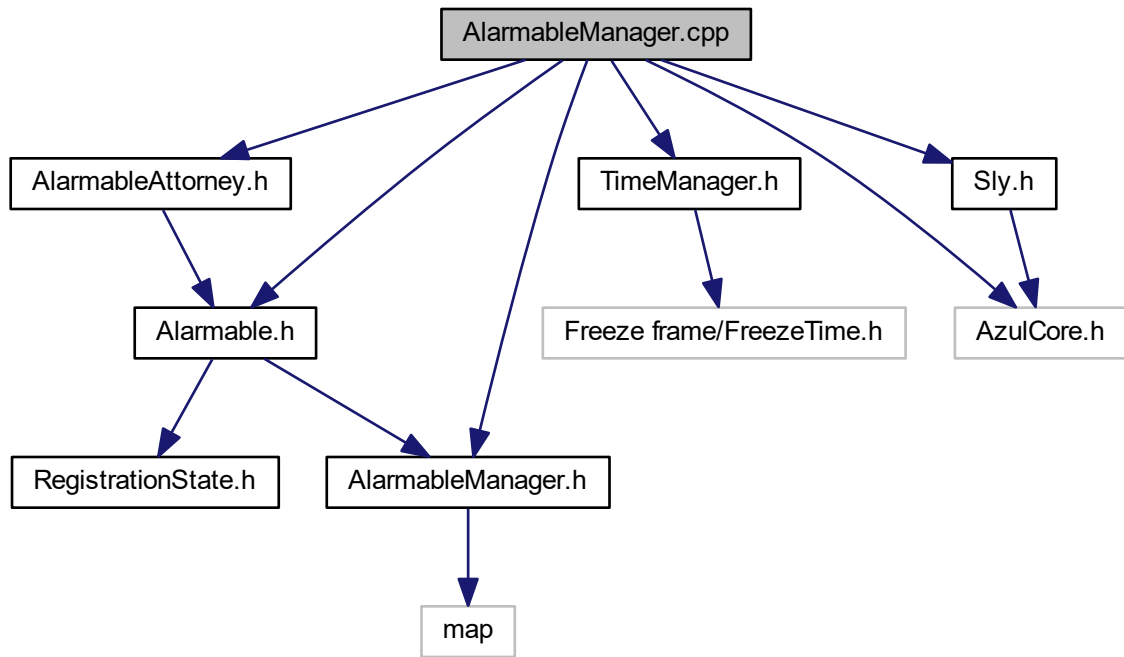 AlarmableManager.cpp
AlarmableAttorney.h
TimeManager.h
Sly.h
Alarmable.h
Freeze frame/FreezeTime.h
AzulCore.h
RegistrationState.h
AlarmableManager.h
map